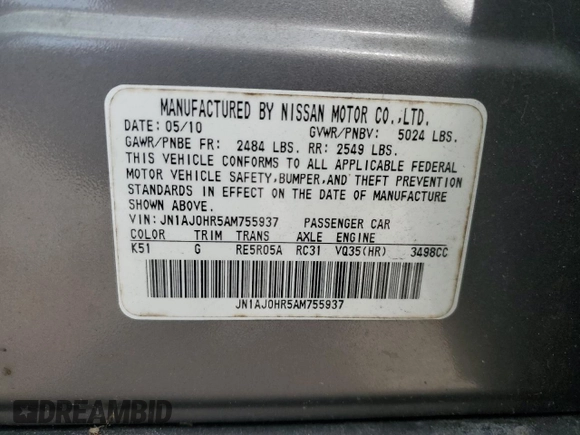 MANUFACTURED BY NISSAN MOTOR CO.,LTD.
DATE: 05/10 GVWR/PNBV: 5024 LBS.
GAWR/PNBE FR: 2484 LBS. RR: 2549 LBS.
THIS VEHICLE CONFORMS TO ALL APPLICABLE FEDERAL
MOTOR VEHICLE SAFETY,BUMPER,AND THEFT PREVENTION
STANDARDS IN EFFECT ON THE DATE OF MANUFACTURE
SHOWN ABOVE.
VIN: JN1AJ0HR5AM755937 PASSENGER CAR
COLOR TRIM TRANS AXLE ENGINE
K51 G RE5R05A RC31 VQ35(HR) 3498CC
JN1AJ0HR5AM755937
DREAMBID